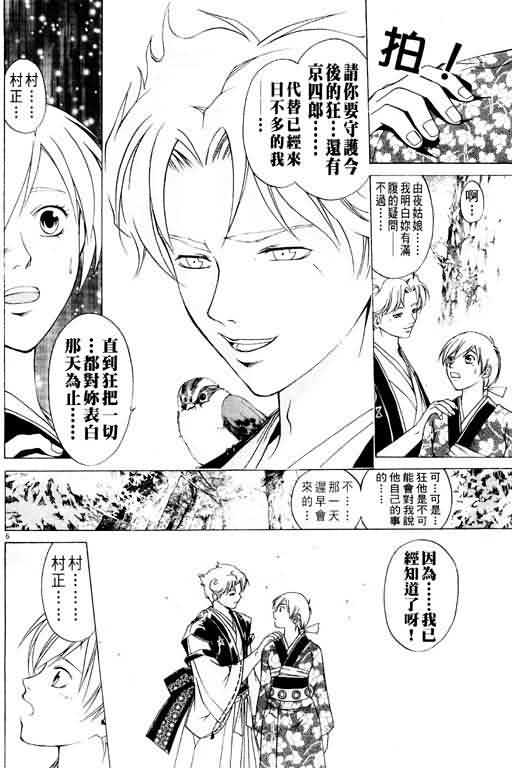 拍！
啊…
由夜姑娘
我明白妳有滿
腹的疑問
不過…
請你要守護今
後的狂…還有
京四郎……
代替已經來
日不多的我
…
村……
村正……
直到狂把一切
…都對妳表白
那天為止……
可…可是…
狂他是不可
能會對我說
他自己的事
的…
不…
那一天
遲早會
來的…
因為……我已
經知道了呀！
村……
村正……
5